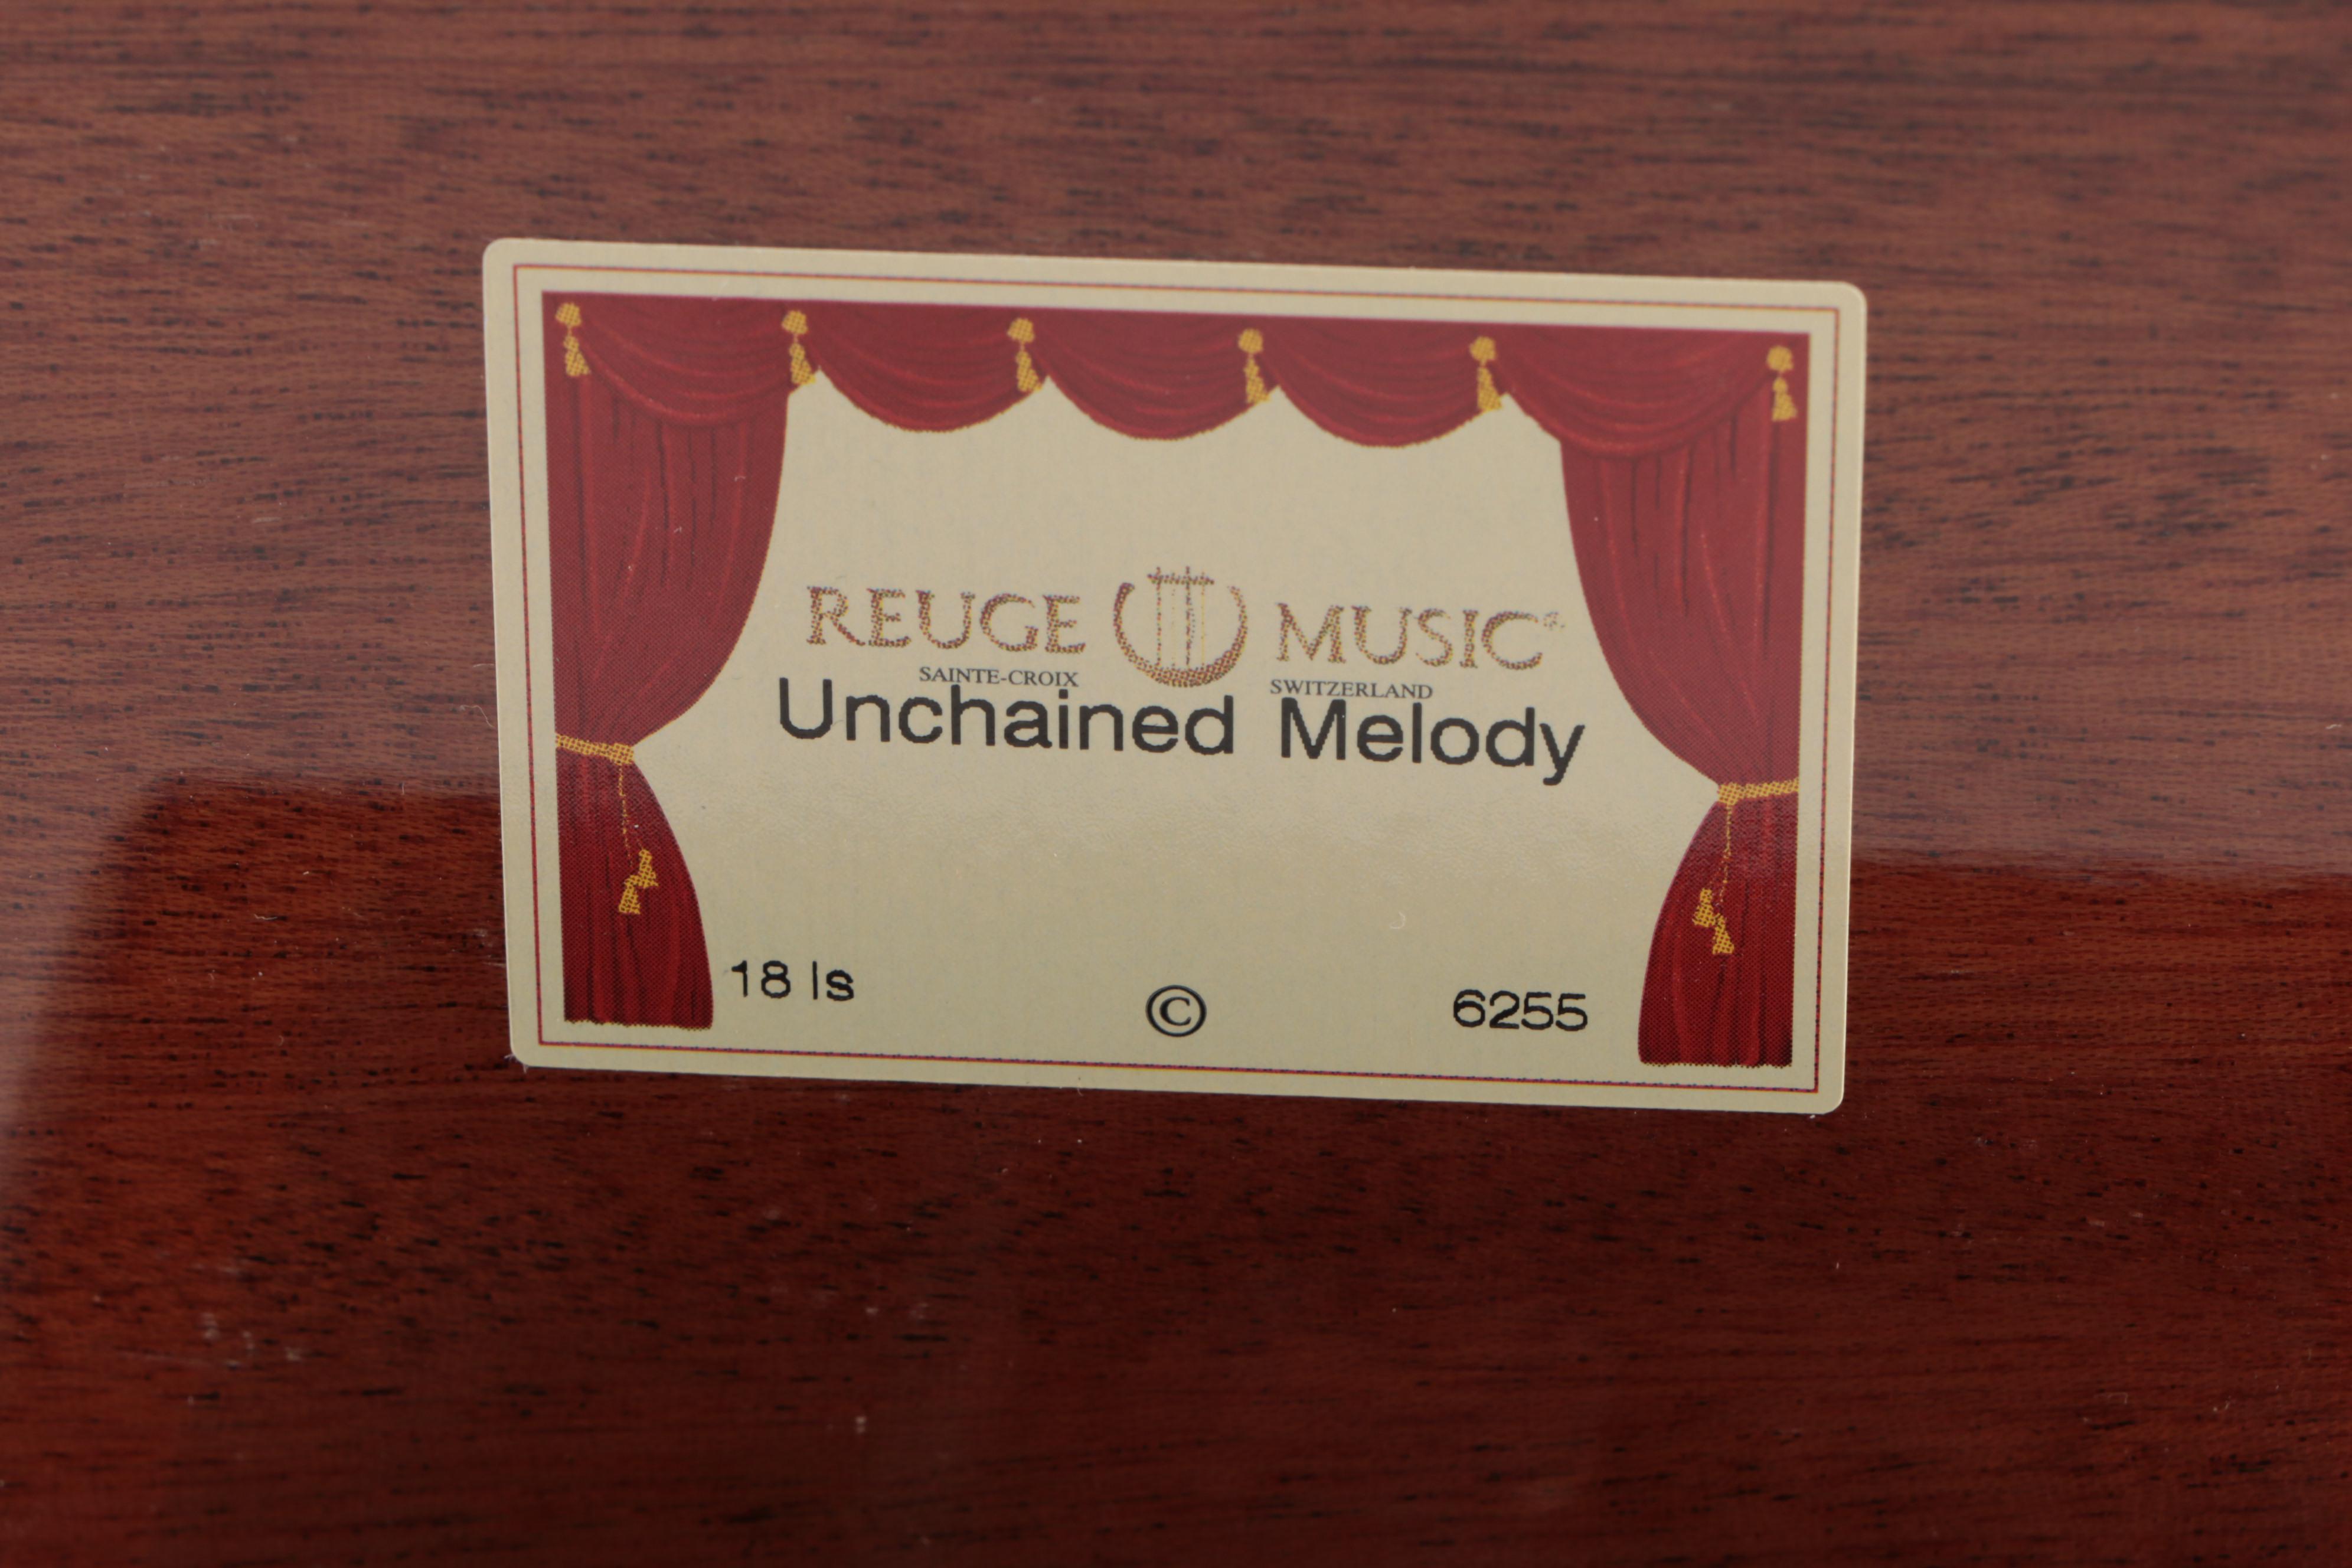 REUGE MUSIC
SAINTE-CROIX SWITZERLAND
Unchained Melody
18 ls © 6255